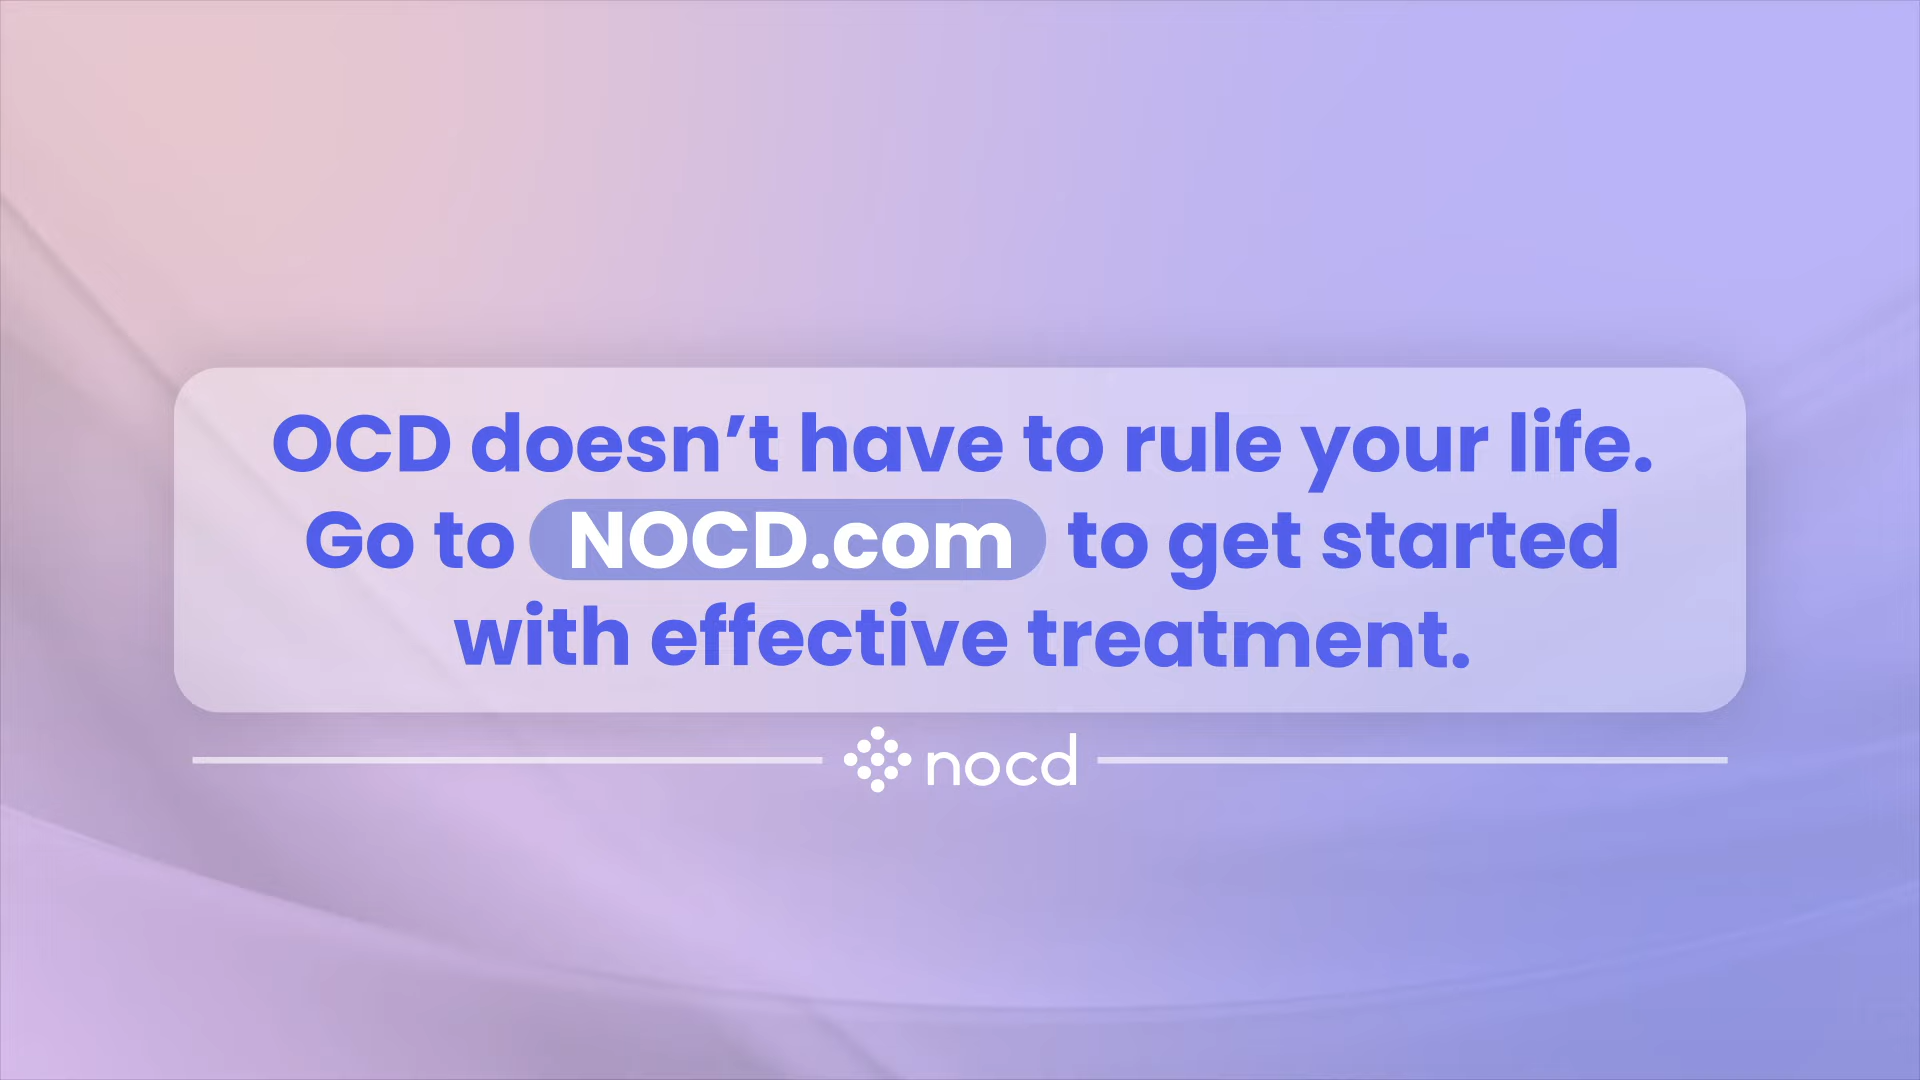 OCD doesn’t have to rule your life.
Go to NOCD.com to get started
with effective treatment.
nocd